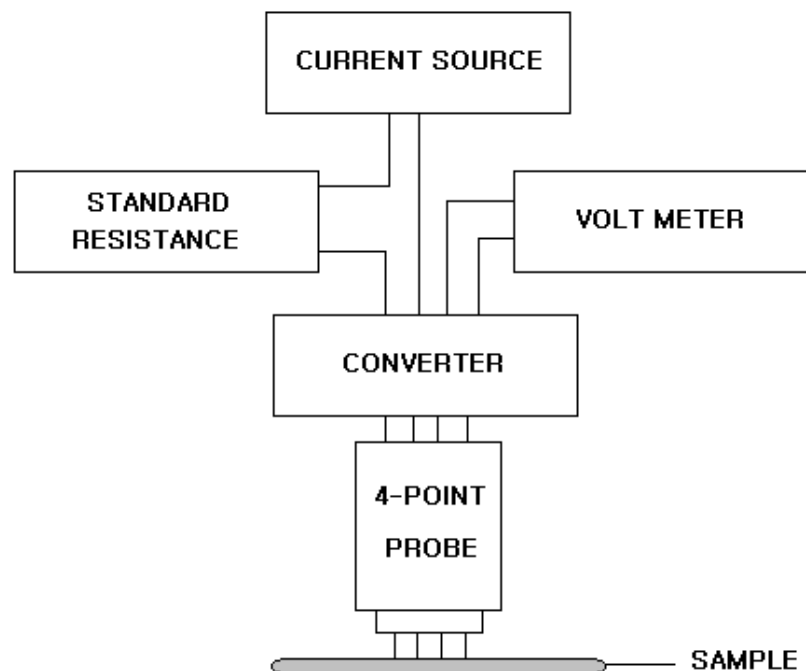 CURRENT SOURCE
STANDARD
RESISTANCE
VOLT METER
CONVERTER
4-POINT
PROBE
SAMPLE